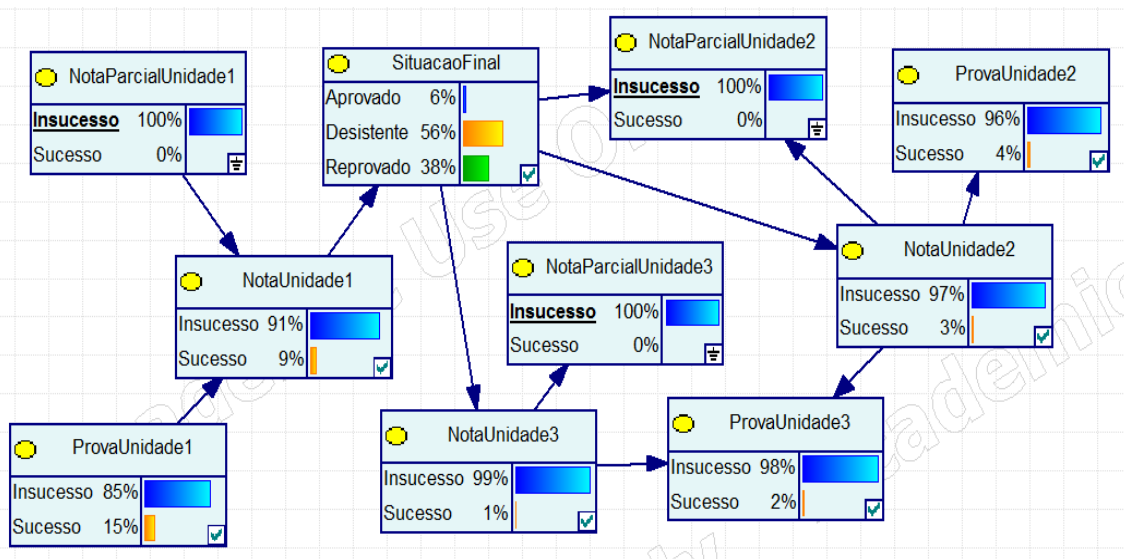 NotaParcialUnidade1
Insucesso 100%
Sucesso 0%
SituacaoFinal
Aprovado 6%
Desistente 56%
Reprovado 38%
NotaParcialUnidade2
Insucesso 100%
Sucesso 0%
ProvaUnidade2
Insucesso 96%
Sucesso 4%
NotaUnidade1
Insucesso 91%
Sucesso 9%
NotaParcialUnidade3
Insucesso 100%
Sucesso 0%
NotaUnidade2
Insucesso 97%
Sucesso 3%
ProvaUnidade1
Insucesso 85%
Sucesso 15%
NotaUnidade3
Insucesso 99%
Sucesso 1%
ProvaUnidade3
Insucesso 98%
Sucesso 2%